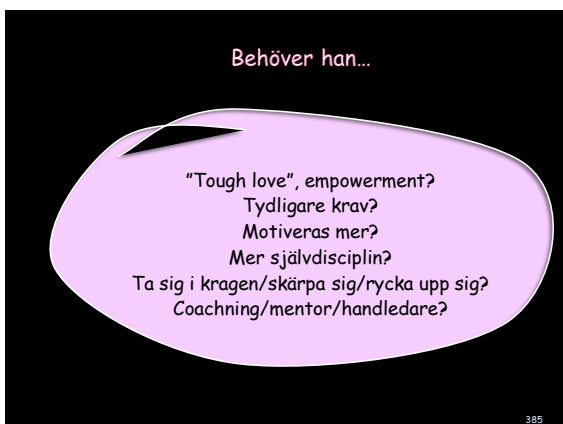 Behöver han…
”Tough love”, empowerment?
Tydligare krav?
Motiveras mer?
Mer självdisciplin?
Ta sig i kragen/skärpa sig/rycka upp sig?
Coachning/mentor/handledare?
385